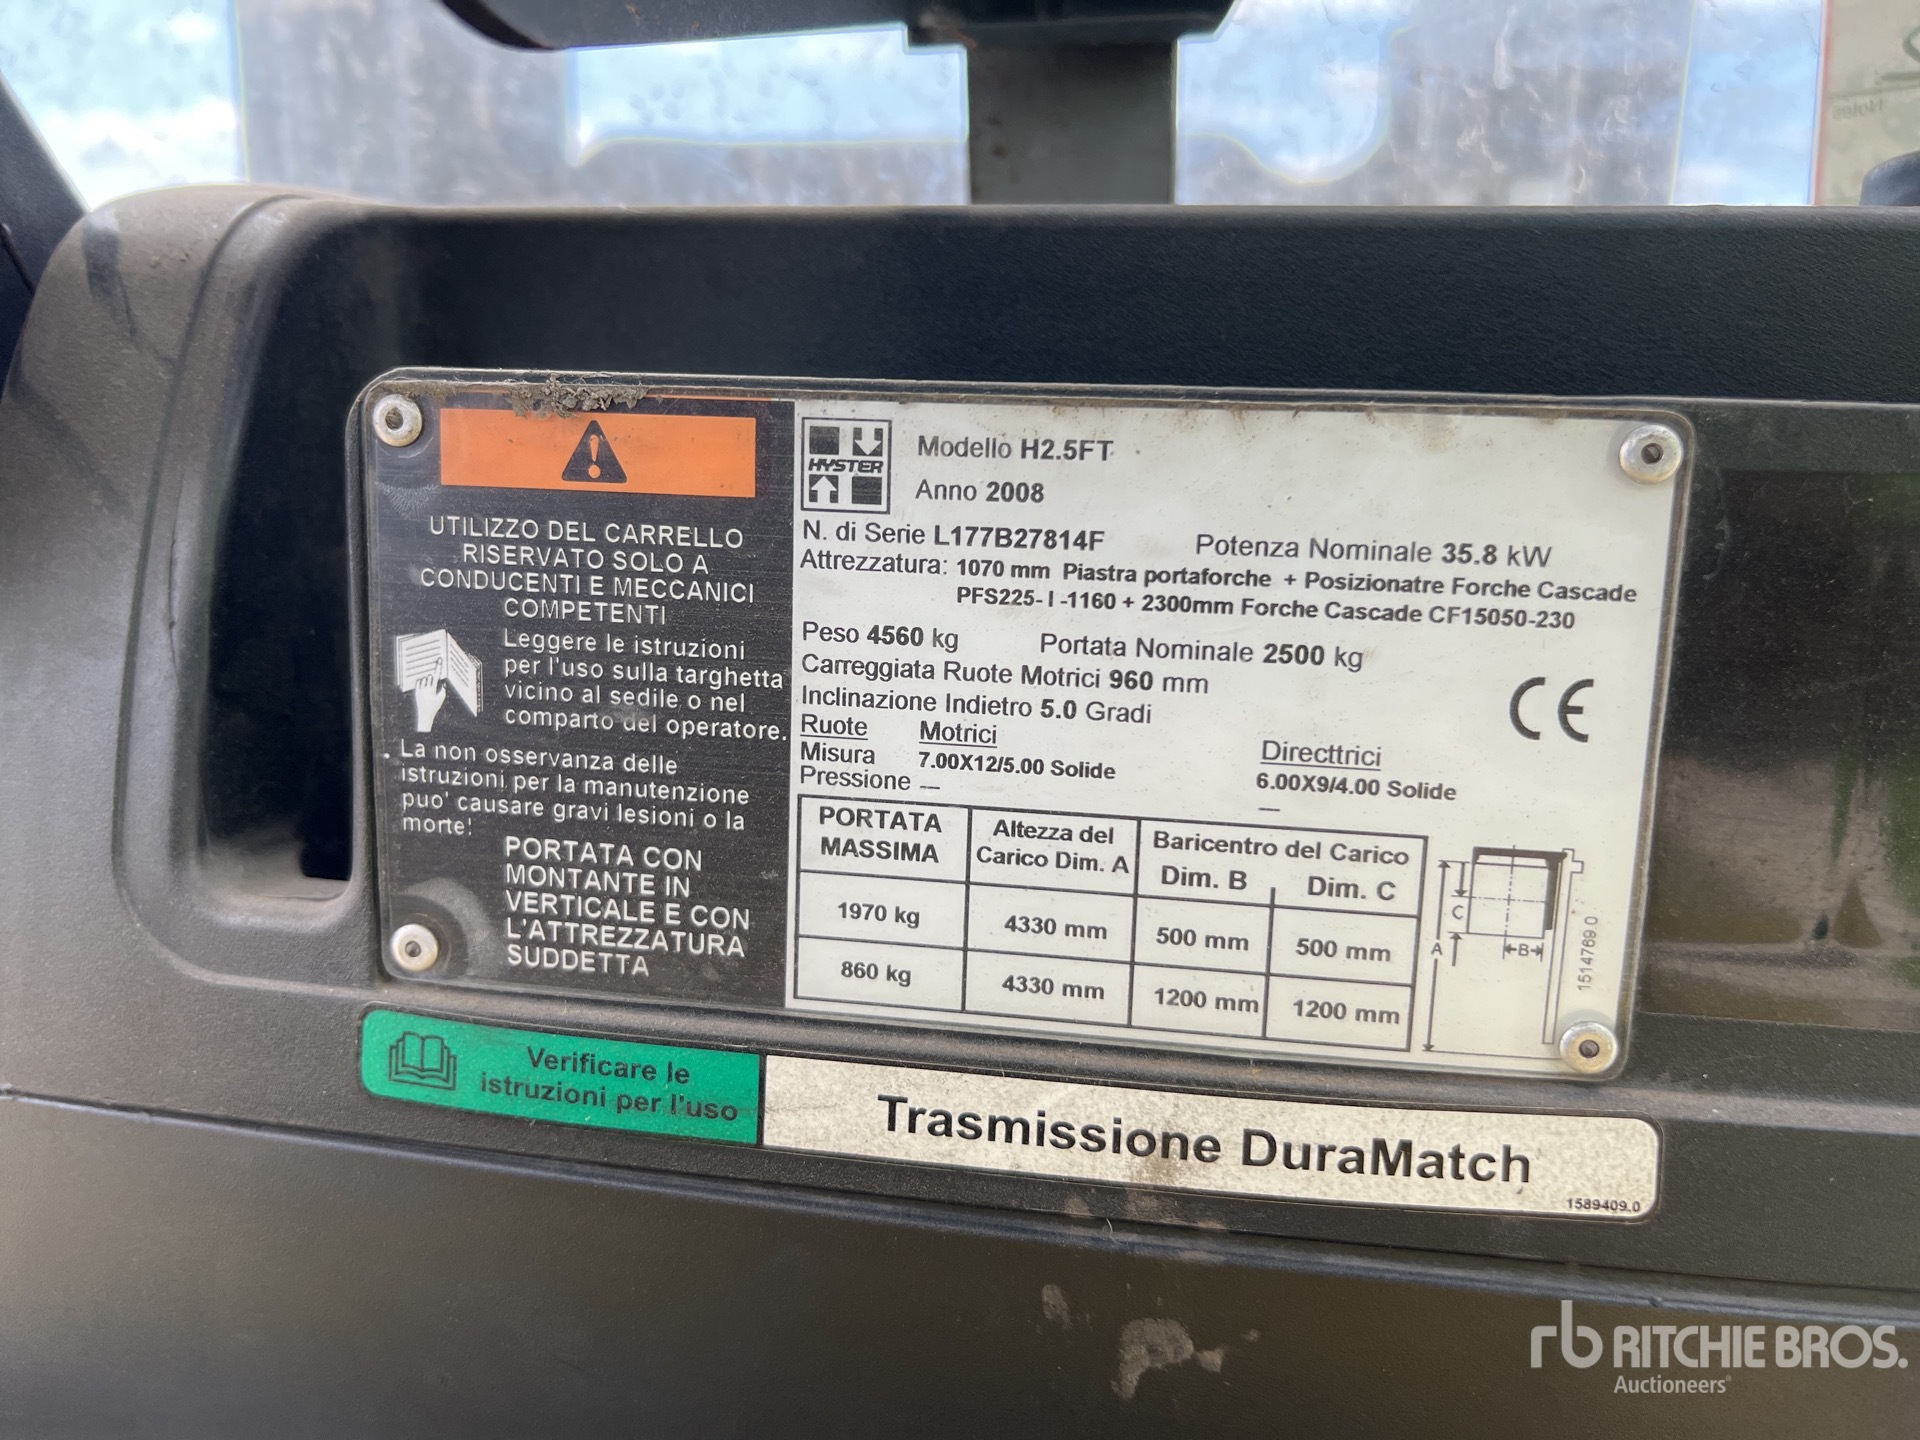 UTILIZZO DEL CARRELLO
RISERVATO SOLO A
CONDUCENTI E MECCANICI
COMPETENTI
Leggere le istruzioni
per l'uso sulla targhetta
vicino al sedile o nel
comparto del operatore.
La non osservanza delle
istruzioni per la manutenzione
puo' causare gravi lesioni o la
morte!
PORTATA CON
MONTANTE IN
VERTICALE E CON
L'ATTREZZATURA
SUDDETTA
HYSTER
Modello H2.5FT
Anno 2008
N. di Serie L177B27814F Potenza Nominale 35.8 kW
Attrezzatura: 1070 mm Piastra portaforche + Posizionatre Forche Cascade
PFS225- I -1160 + 2300mm Forche Cascade CF15050-230
Peso 4560 kg Portata Nominale 2500 kg
Carreggiata Ruote Motrici 960 mm
Inclinazione Indietro 5.0 Gradi
CE
Ruote Motrici Directtrici
Misura 7.00X12/5.00 Solide 6.00X9/4.00 Solide
Pressione --- ---
PORTATA MASSIMA Altezza del Carico Dim. A Baricentro del Carico
Dim. B Dim. C
1970 kg 4330 mm 500 mm 500 mm
860 kg 4330 mm 1200 mm 1200 mm
A
C
B
1514769 0
Verificare le
istruzioni per l'uso
Trasmissione DuraMatch
1589409.0
Notes
rb RITCHIE BROS.
Auctioneers